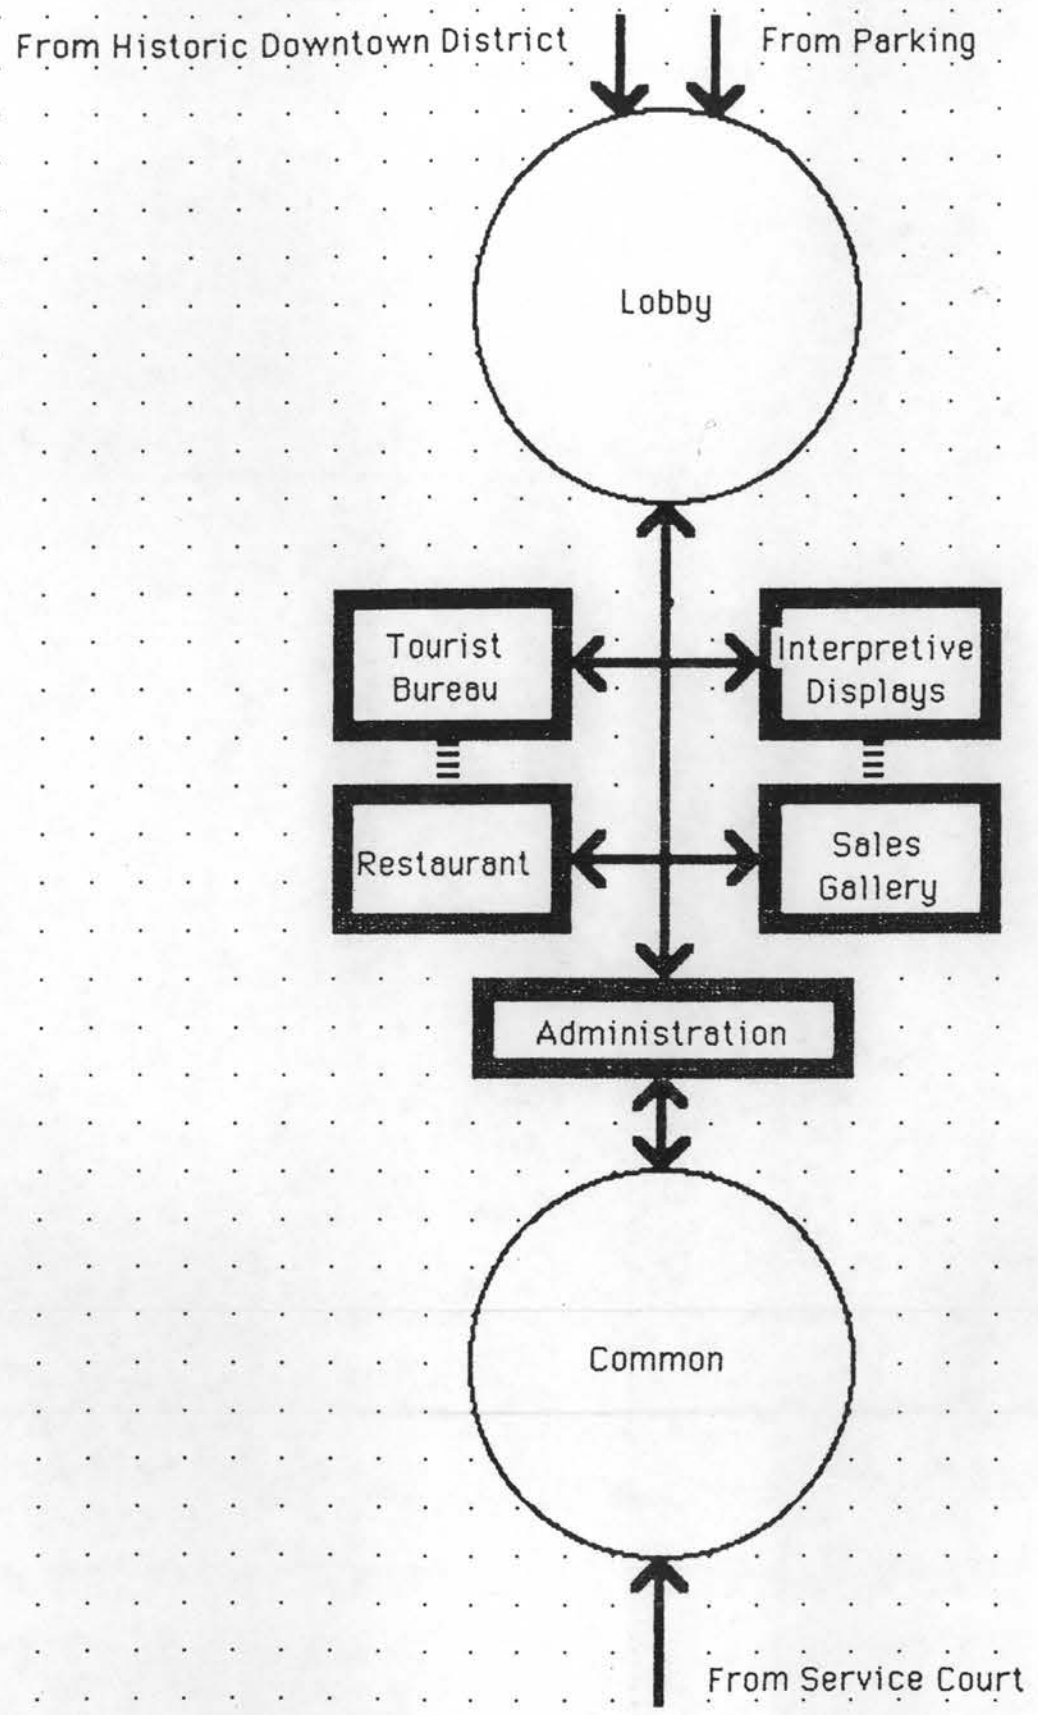 From Historic Downtown District
From Parking
Lobby
Tourist
Bureau
Interpretive
Displays
Restaurant
Sales
Gallery
Administration
Common
From Service Court